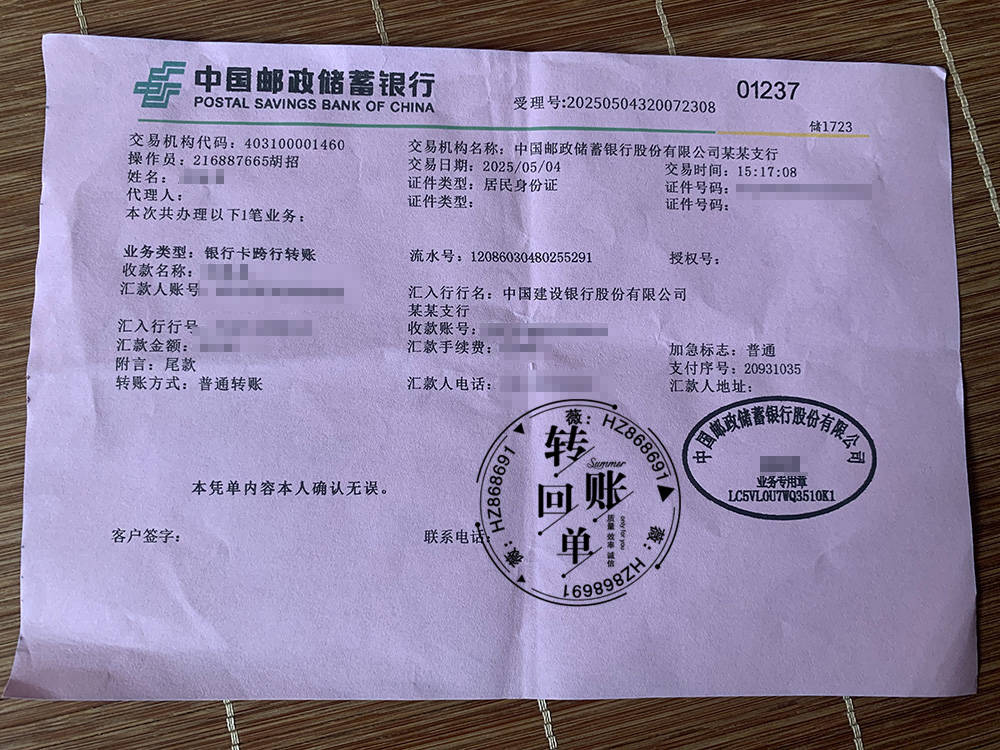 中国邮政储蓄银行
POSTAL SAVINGS BANK OF CHINA
受理号:20250504320072308
01237
储1723
交易机构代码: 403100001460
交易机构名称: 中国邮政储蓄银行股份有限公司某某支行
操作员: 216887665胡招
交易日期: 2025/05/04
交易时间: 15:17:08
姓名:
证件类型: 居民身份证
证件号码:
代理人:
证件类型:
证件号码:
本次共办理以下1笔业务:
业务类型: 银行卡跨行转账
流水号: 12086030480255291
授权号:
收款名称:
汇款人账号
汇入行行名: 中国建设银行股份有限公司
某某支行
汇入行行号
收款账号:
汇款金额:
汇款手续费:
加急标志: 普通
附言: 尾款
支付序号: 20931035
转账方式: 普通转账
汇款人电话:
汇款人地址:
中国邮政储蓄银行股份有限公司
业务专用章
LC5VL0U7WQ3510K1
薇: HZ868691
薇: HZ868691
薇: HZ868691
转账
回单
Summer
only for you
质量 效率 诚信
本凭单内容本人确认无误。
客户签字:
联系电话: